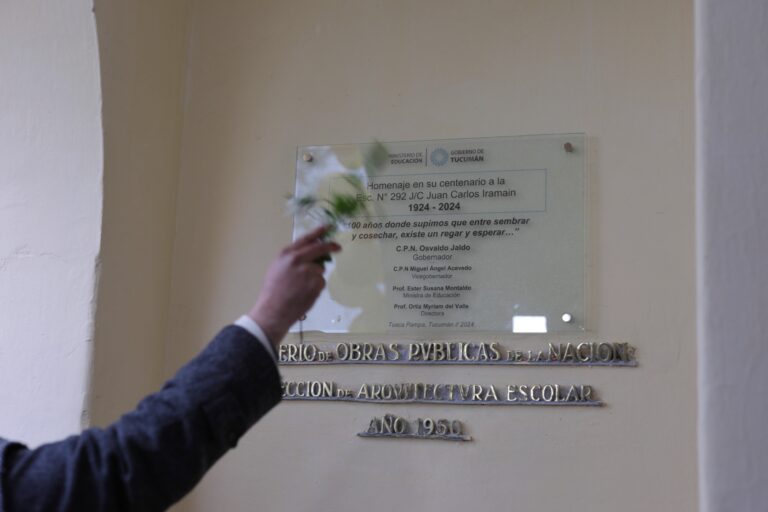 MINISTERIO DE EDUCACIÓN GOBIERNO DE TUCUMÁN
Homenaje en su centenario a la
Esc. N° 292 J/C Juan Carlos Iramain
1924 - 2024
100 años donde supimos que entre sembrar
y cosechar, existe un regar y esperar…"
C.P.N. Osvaldo Jaldo
Gobernador
C.P.N Miguel Ángel Acevedo
Vicegobernador
Prof. Ester Susana Montaldo
Ministra de Educación
Prof. Ortiz Myriam del Valle
Directora
Tusca Pampa, Tucumán // 2024
ERIO DE OBRAS PVBLICAS DE LA NACION
CCION DE ARQVITECTVRA ESCOLAR
AÑO 1950